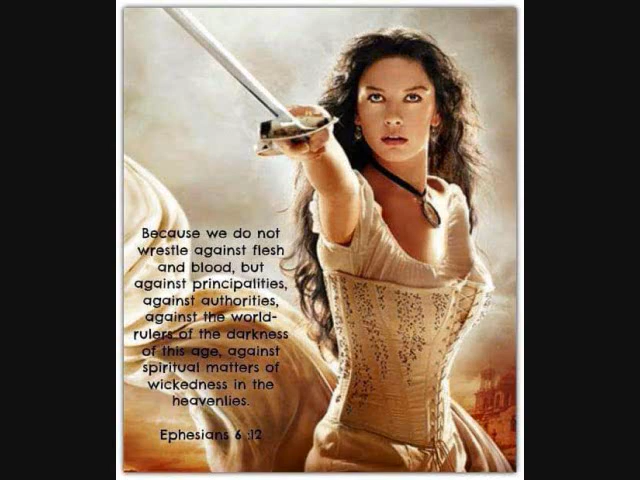 Because we do not
wrestle against flesh
and blood, but
against principalities,
against authorities,
against the world-
rulers of the darkness
of this age, against
spiritual matters of
wickedness in the
heavenlies.
Ephesians 6 :12